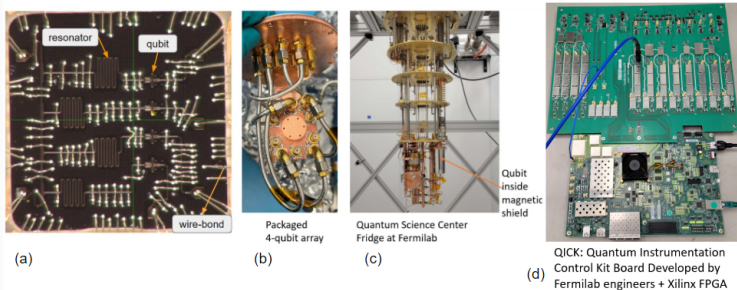 resonator
qubit
wire-bond
(a)
Packaged
4-qubit array
(b)
Qubit
inside
magnetic
shield
Quantum Science Center
Fridge at Fermilab
(c)
(d)
QICK: Quantum Instrumentation
Control Kit Board Developed by
Fermilab engineers + Xilinx FPGA